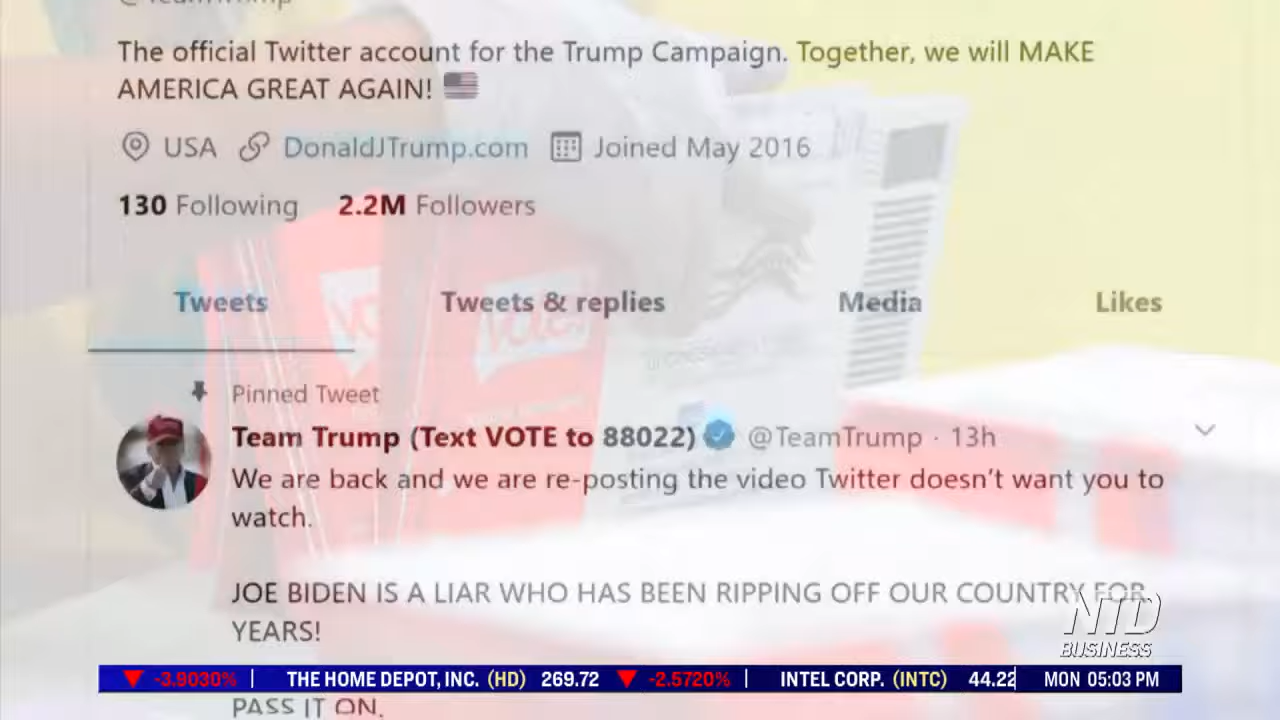 @TeamTrump
The official Twitter account for the Trump Campaign. Together, we will MAKE
AMERICA GREAT AGAIN!
USA DonaldJTrump.com Joined May 2016
130 Following 2.2M Followers
Tweets Tweets & replies Media Likes
Pinned Tweet
Team Trump (Text VOTE to 88022) @TeamTrump · 13h
We are back and we are re-posting the video Twitter doesn't want you to
watch.
JOE BIDEN IS A LIAR WHO HAS BEEN RIPPING OFF OUR COUNTRY FOR
YEARS!
NTD
BUSINESS
-3.9030% | THE HOME DEPOT, INC. (HD) 269.72 -2.5720% | INTEL CORP. (INTC) 44.22 MON 05:03 PM
PASS IT ON.